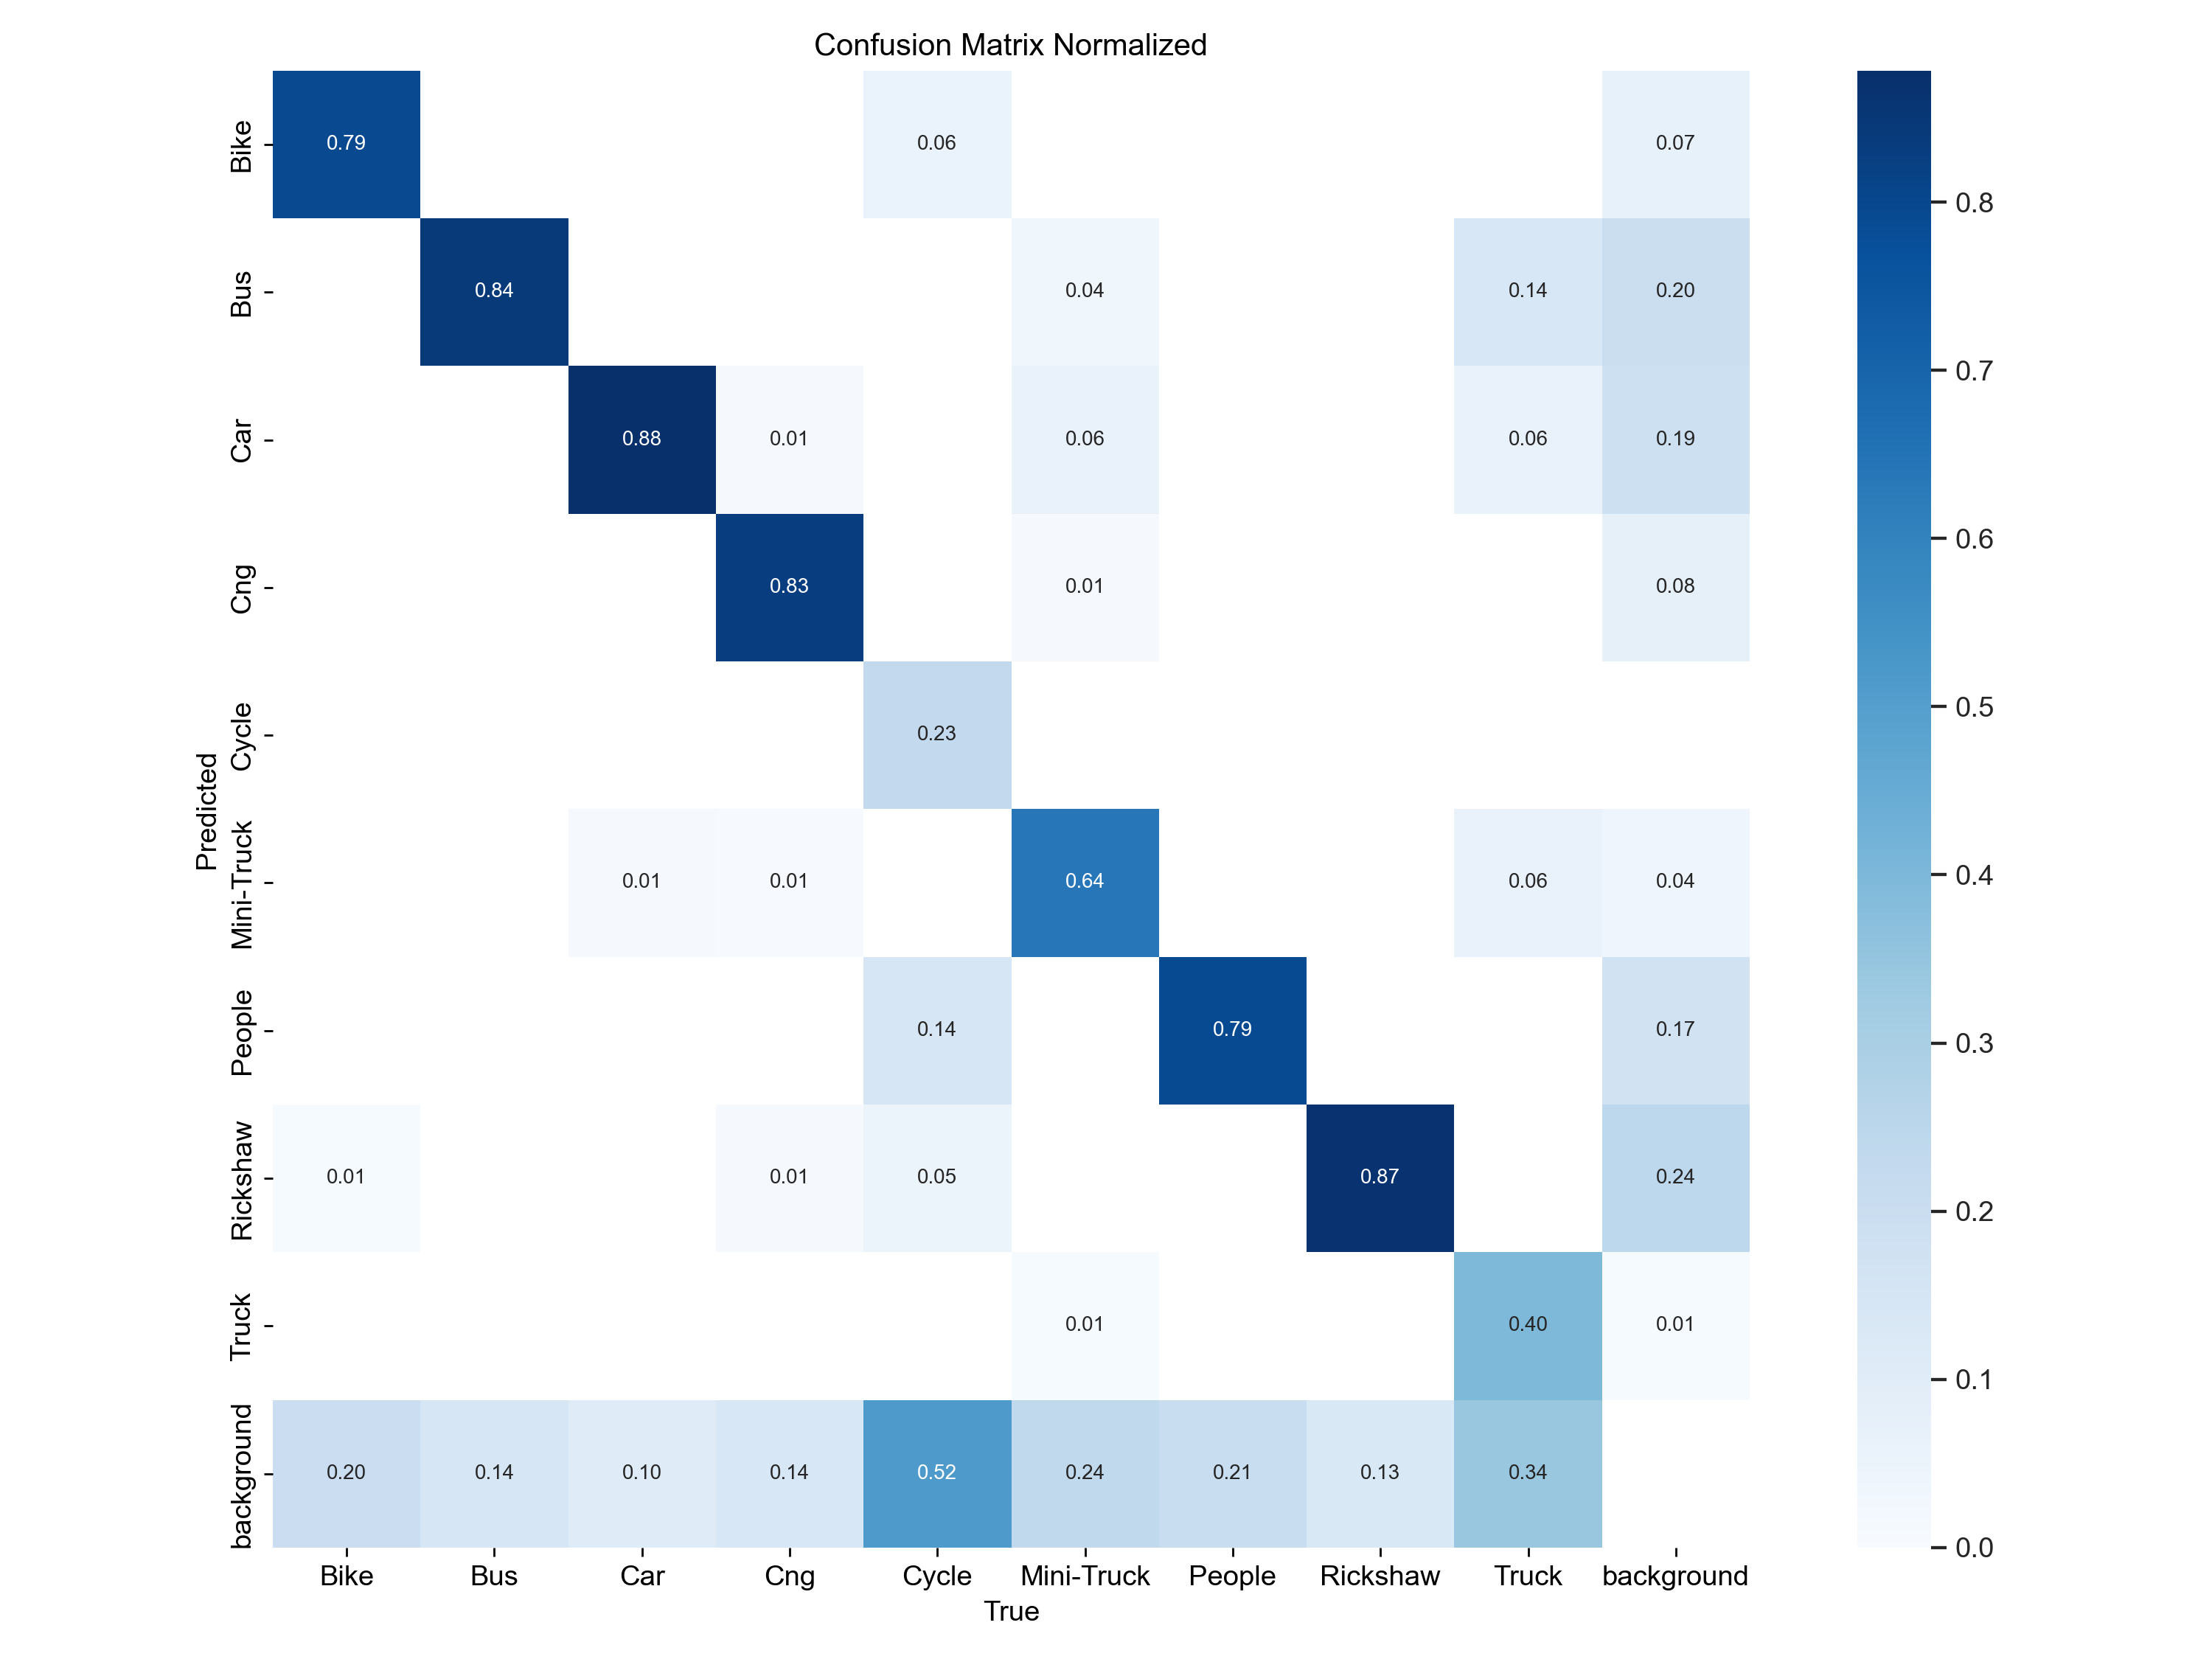 Confusion Matrix Normalized
Bike 0.79 0.06 0.07
Bus 0.84 0.04 0.14 0.20
Car 0.88 0.01 0.06 0.06 0.19
Cng 0.83 0.01 0.08
Cycle 0.23
Mini-Truck 0.01 0.01 0.64 0.06 0.04
People 0.14 0.79 0.17
Rickshaw 0.01 0.01 0.05 0.87 0.24
Truck 0.01 0.40 0.01
background 0.20 0.14 0.10 0.14 0.52 0.24 0.21 0.13 0.34
Predicted
Bike Bus Car Cng Cycle Mini-Truck People Rickshaw Truck background
True
0.8
0.7
0.6
0.5
0.4
0.3
0.2
0.1
0.0